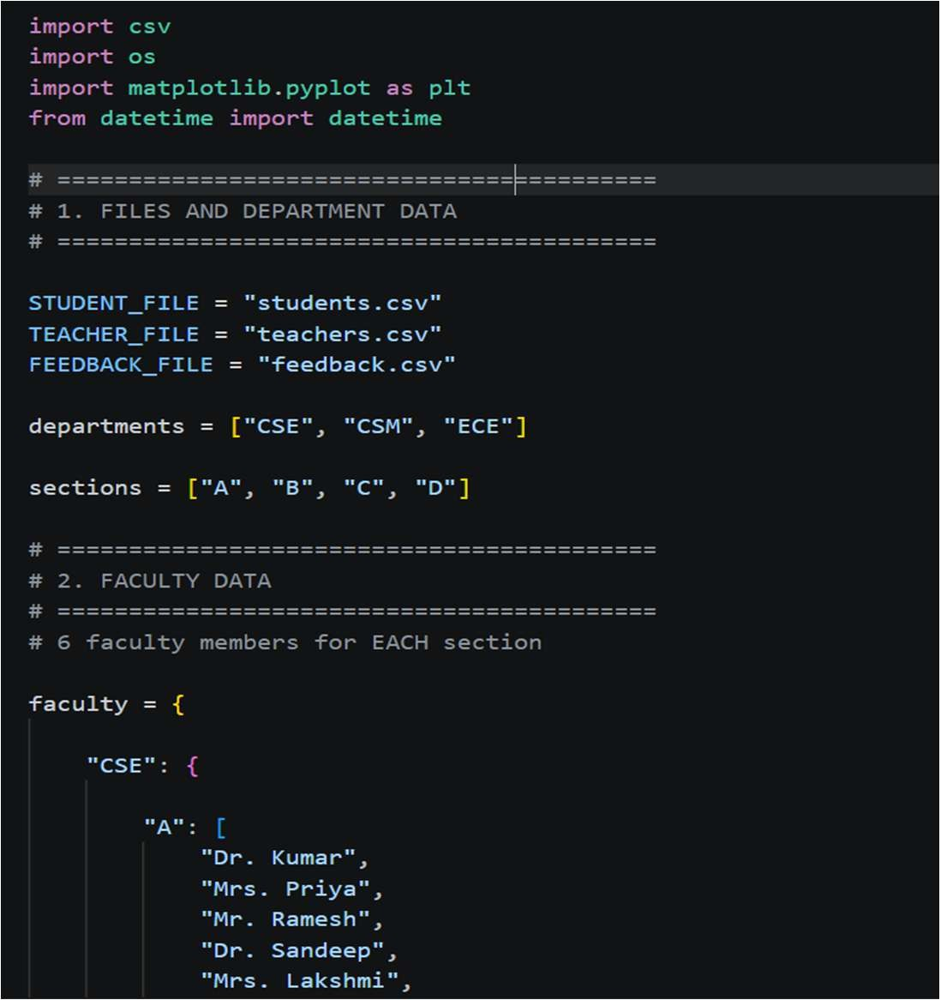 import csv
import os
import matplotlib.pyplot as plt
from datetime import datetime
# ==========================================
# 1. FILES AND DEPARTMENT DATA
# ==========================================
STUDENT_FILE = "students.csv"
TEACHER_FILE = "teachers.csv"
FEEDBACK_FILE = "feedback.csv"
departments = ["CSE", "CSM", "ECE"]
sections = ["A", "B", "C", "D"]
# ==========================================
# 2. FACULTY DATA
# ==========================================
# 6 faculty members for EACH section
faculty = {
    "CSE": {
        "A": [
            "Dr. Kumar",
            "Mrs. Priya",
            "Mr. Ramesh",
            "Dr. Sandeep",
            "Mrs. Lakshmi",